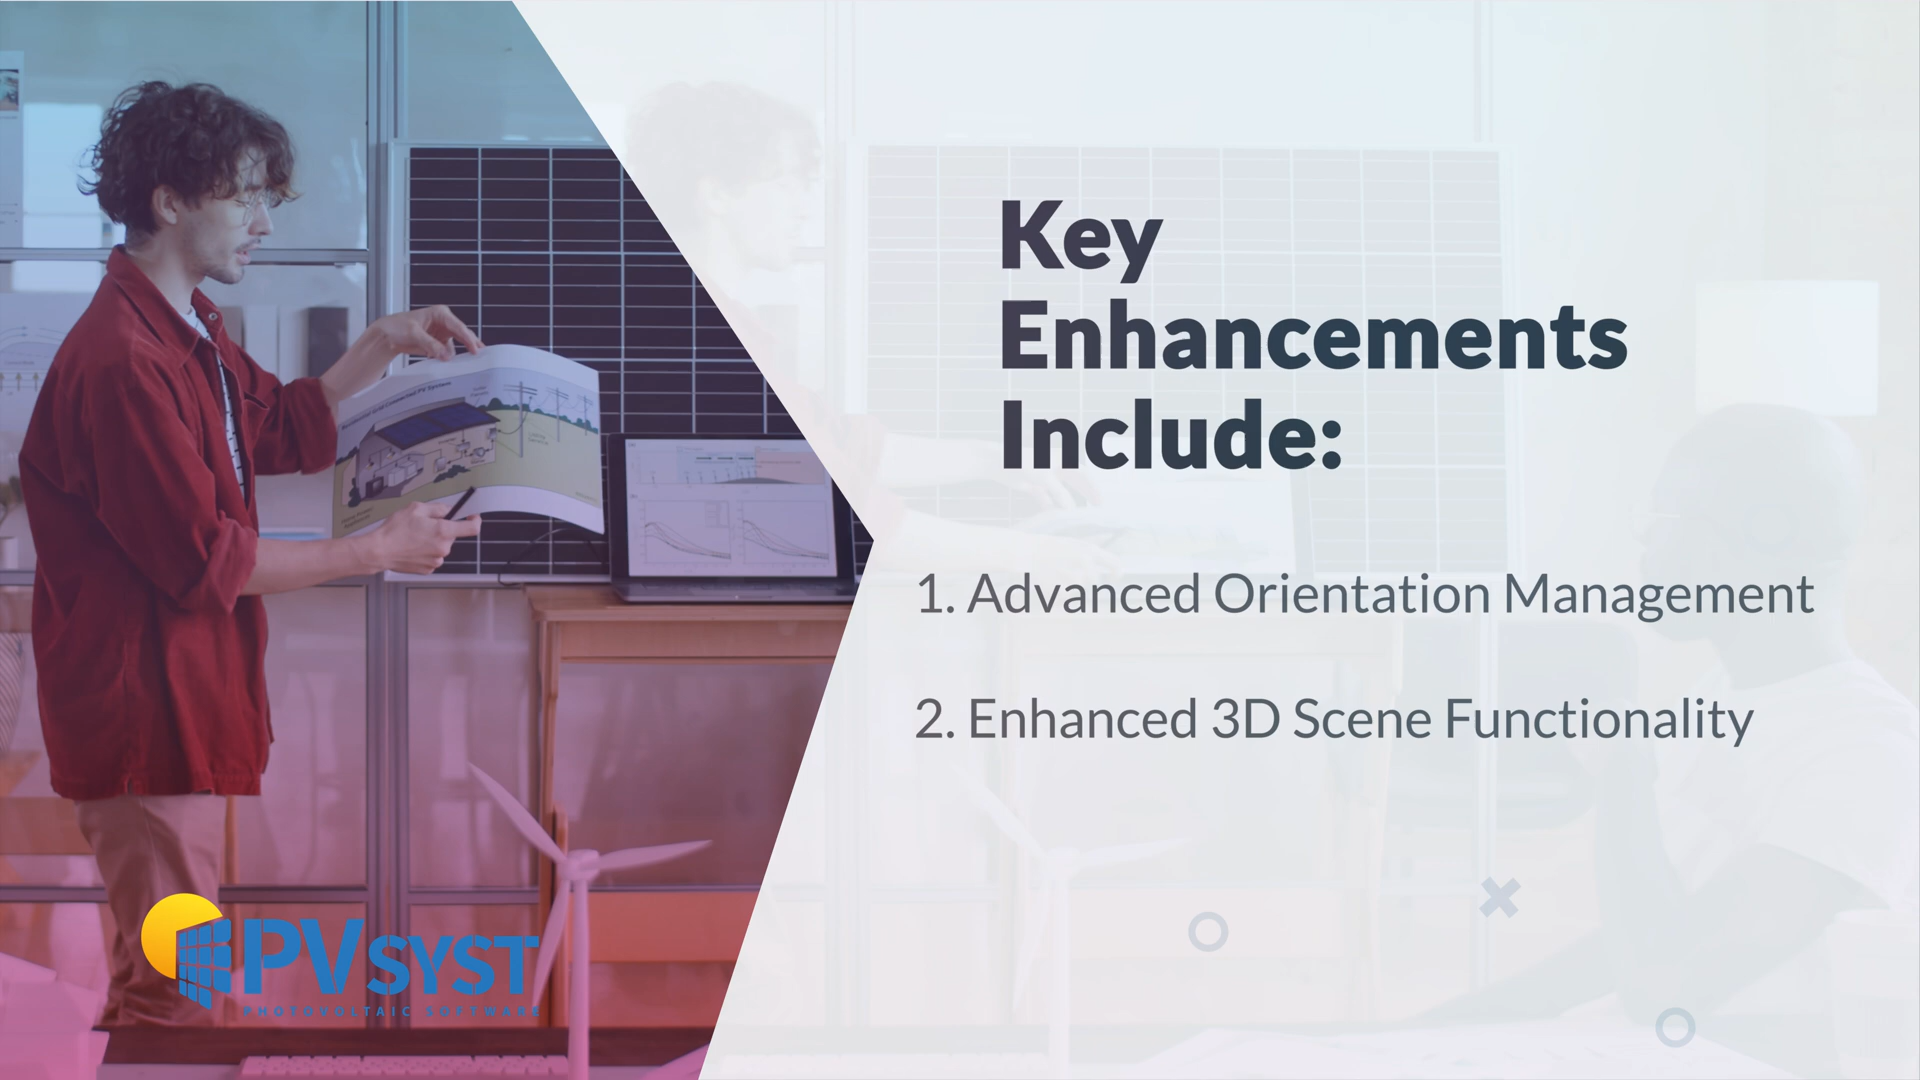 Key
Enhancements
Include:
1. Advanced Orientation Management
2. Enhanced 3D Scene Functionality
PVSYST
PHOTOVOLTAIC SOFTWARE